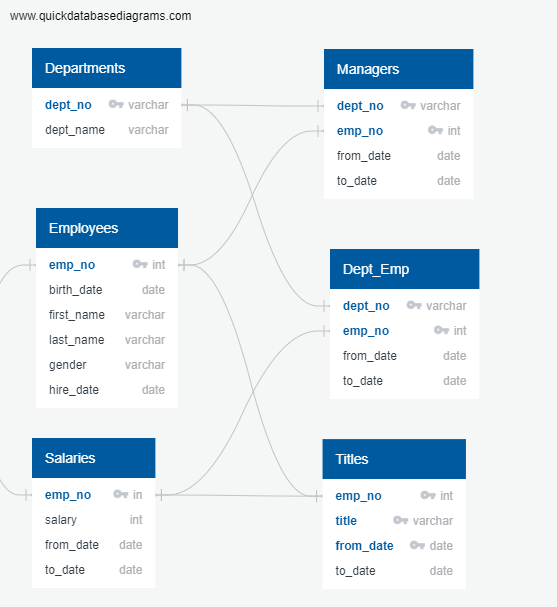 www.quickdatabasediagrams.com
Departments
dept_no varchar
dept_name varchar
Managers
dept_no varchar
emp_no int
from_date date
to_date date
Employees
emp_no int
birth_date date
first_name varchar
last_name varchar
gender varchar
hire_date date
Dept_Emp
dept_no varchar
emp_no int
from_date date
to_date date
Salaries
emp_no in
salary int
from_date date
to_date date
Titles
emp_no int
title varchar
from_date date
to_date date